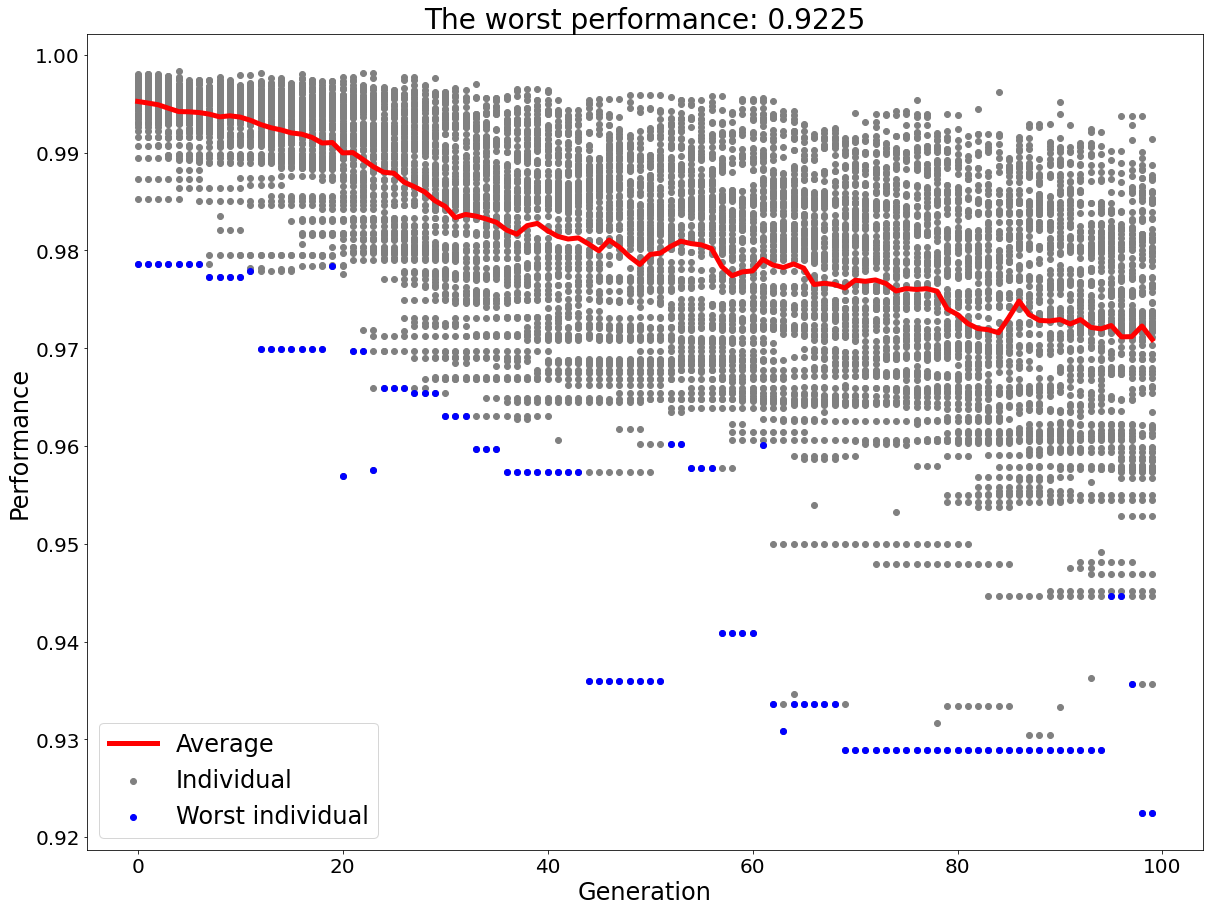 The worst performance: 0.9225
1.00
0.99
0.98
0.97
0.96
0.95
0.94
0.93
0.92
Performance
Average
Individual
Worst individual
0
20
40
60
80
100
Generation